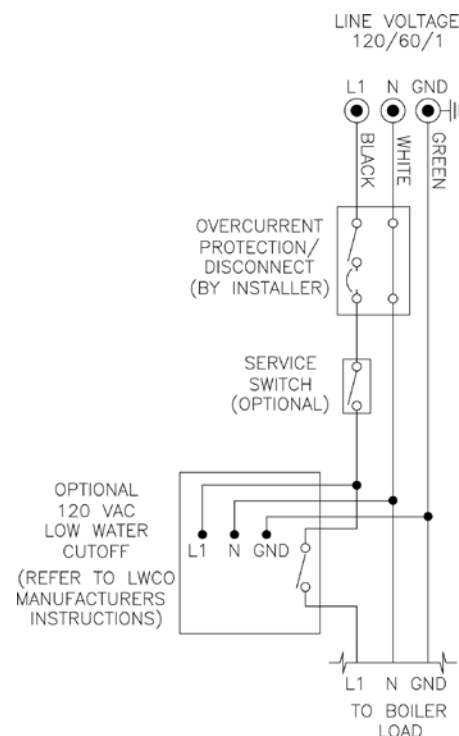 LINE VOLTAGE
120/60/1
L1 N GND
BLACK
WHITE
GREEN
OVERCURRENT
PROTECTION/
DISCONNECT
(BY INSTALLER)
SERVICE
SWITCH
(OPTIONAL)
OPTIONAL
120 VAC
LOW WATER
CUTOFF
(REFER TO LWCO
MANUFACTURERS
INSTRUCTIONS)
L1 N GND
L1 N GND
TO BOILER
LOAD